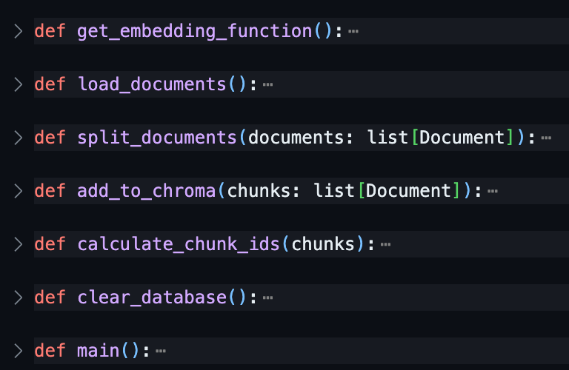 def get_embedding_function():⋯
def load_documents():⋯
def split_documents(documents: list[Document]):⋯
def add_to_chroma(chunks: list[Document]):⋯
def calculate_chunk_ids(chunks):⋯
def clear_database():⋯
def main():⋯